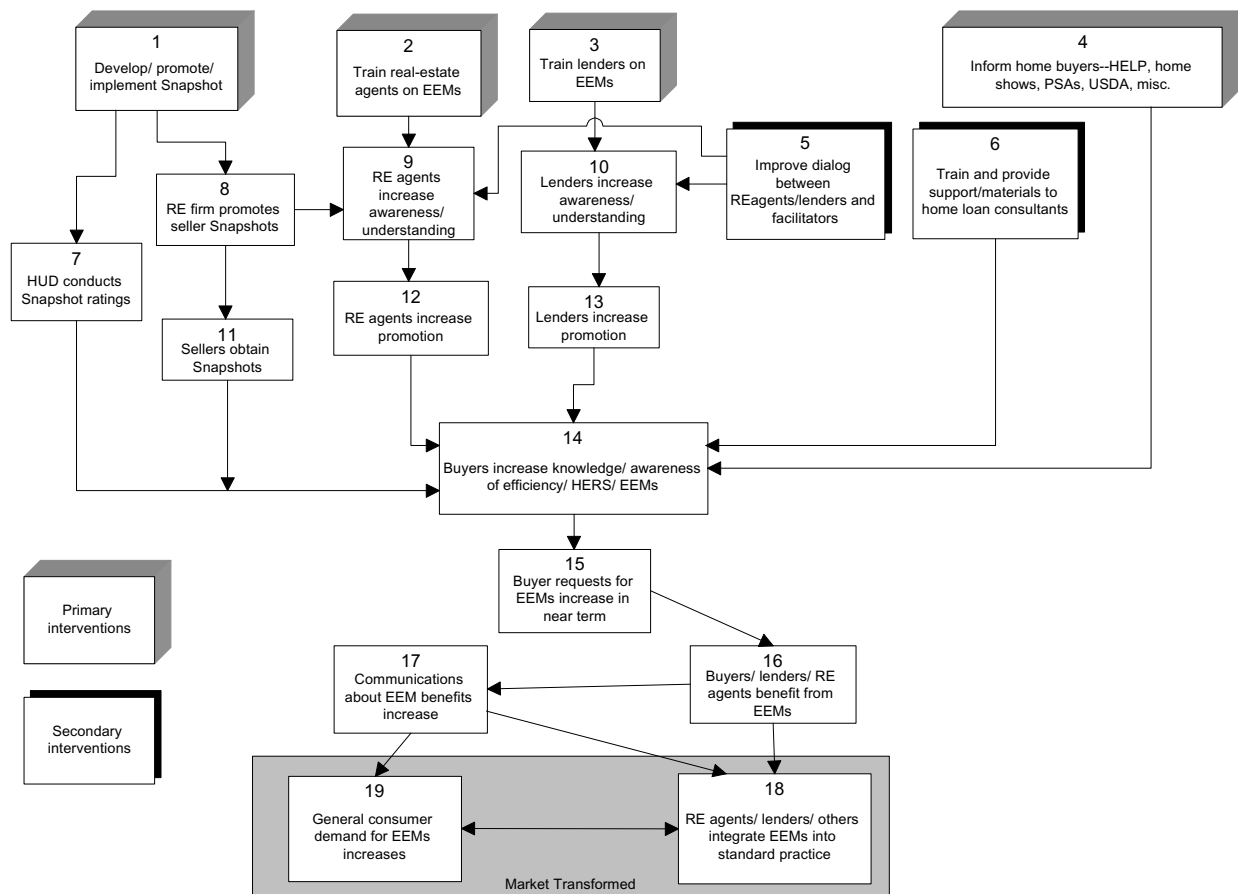 1
Develop/ promote/
implement Snapshot
2
Train real-estate
agents on EEMs
3
Train lenders on
EEMs
4
Inform home buyers--HELP, home
shows, PSAs, USDA, misc.
5
Improve dialog
between
REagents/lenders and
facilitators
6
Train and provide
support/materials to
home loan consultants
7
HUD conducts
Snapshot ratings
8
RE firm promotes
seller Snapshots
9
RE agents
increase
awareness/
understanding
10
Lenders increase
awareness/
understanding
11
Sellers obtain
Snapshots
12
RE agents increase
promotion
13
Lenders increase
promotion
14
Buyers increase knowledge/ awareness
of efficiency/ HERS/ EEMs
15
Buyer requests for
EEMs increase in
near term
16
Buyers/ lenders/ RE
agents benefit from
EEMs
17
Communications
about EEM benefits
increase
18
RE agents/ lenders/ others
integrate EEMs into
standard practice
19
General consumer
demand for EEMs
increases
Market Transformed
Primary
interventions
Secondary
interventions